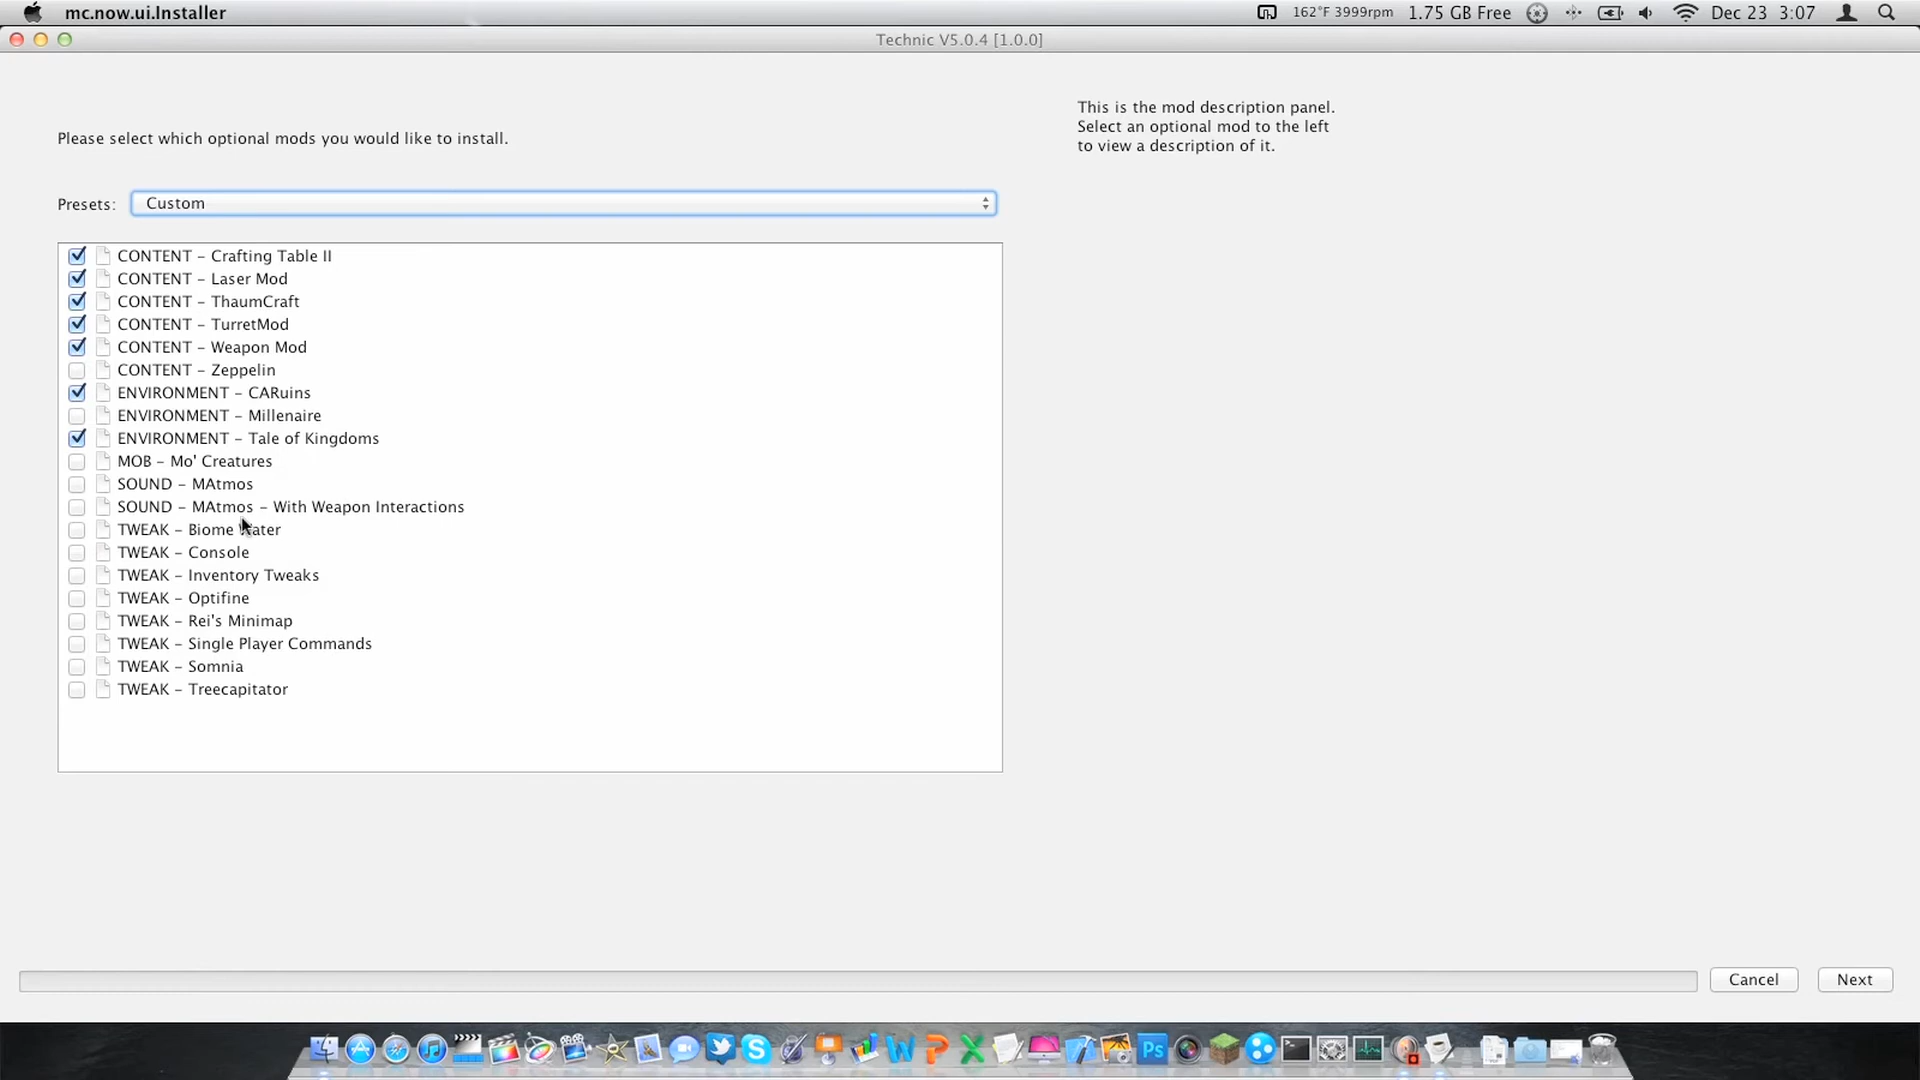 mc.now.ui.Installer
162°F 3999rpm 1.75 GB Free Dec 23 3:07
Technic V5.0.4 [1.0.0]
Please select which optional mods you would like to install.
This is the mod description panel.
Select an optional mod to the left
to view a description of it.
Presets: Custom
CONTENT – Crafting Table II
CONTENT – Laser Mod
CONTENT – ThaumCraft
CONTENT – TurretMod
CONTENT – Weapon Mod
CONTENT – Zeppelin
ENVIRONMENT – CARuins
ENVIRONMENT – Millenaire
ENVIRONMENT – Tale of Kingdoms
MOB – Mo' Creatures
SOUND – MAtmos
SOUND – MAtmos – With Weapon Interactions
TWEAK – Biome Water
TWEAK – Console
TWEAK – Inventory Tweaks
TWEAK – Optifine
TWEAK – Rei's Minimap
TWEAK – Single Player Commands
TWEAK – Somnia
TWEAK – Treecapitator
Cancel Next
Ps